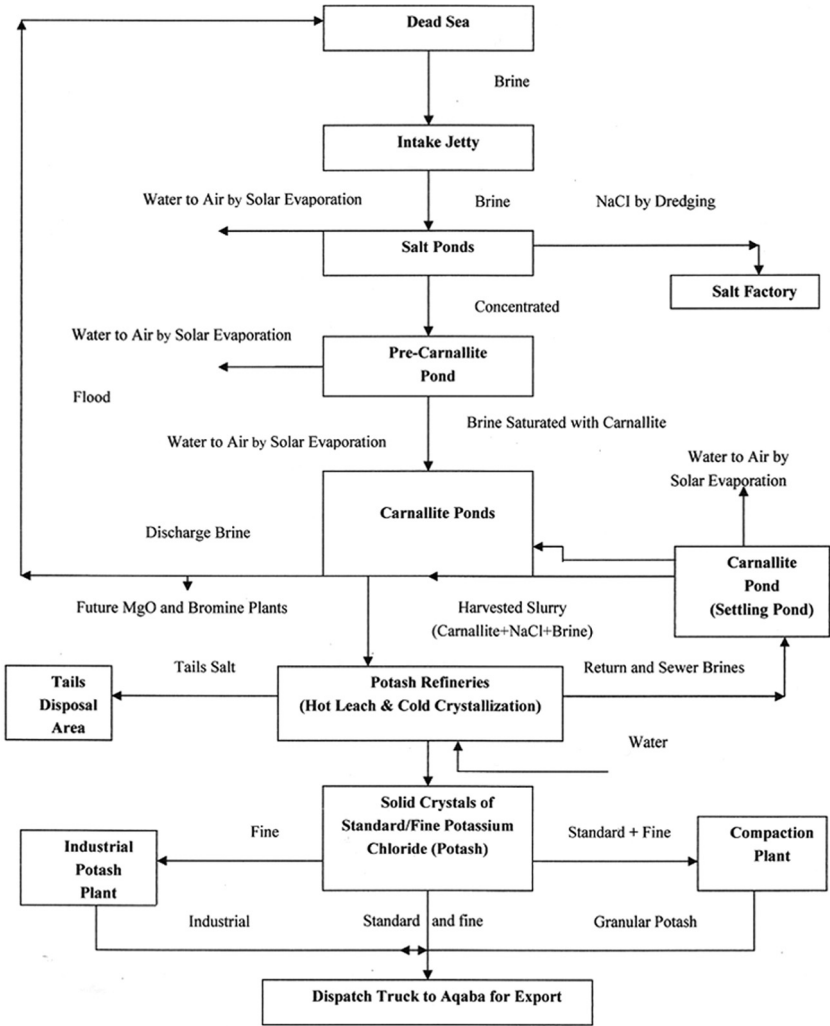 Dead Sea
Brine
Intake Jetty
Water to Air by Solar Evaporation
Brine
NaCI by Dredging
Salt Ponds
Salt Factory
Concentrated
Water to Air by Solar Evaporation
Pre-Carnallite
Pond
Flood
Brine Saturated with Carnallite
Water to Air by Solar Evaporation
Water to Air by
Solar Evaporation
Carnallite Ponds
Discharge Brine
Carnallite
Pond
(Settling Pond)
Future MgO and Bromine Plants
Harvested Slurry
(Carnallite+NaCl+Brine)
Tails Salt
Return and Sewer Brines
Tails
Disposal
Area
Potash Refineries
(Hot Leach & Cold Crystallization)
Water
Solid Crystals of
Standard/Fine Potassium
Chloride (Potash)
Fine
Standard + Fine
Industrial
Potash
Plant
Compaction
Plant
Industrial
Standard and fine
Granular Potash
Dispatch Truck to Aqaba for Export